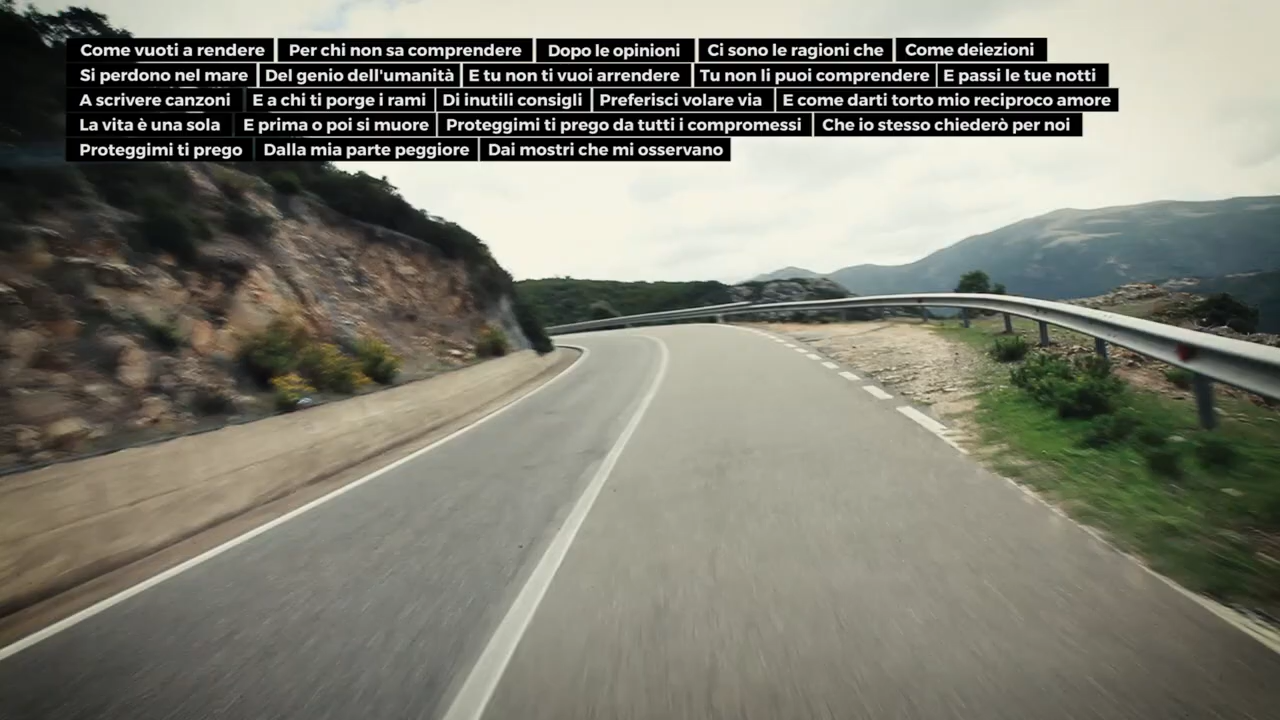 Come vuoti a rendere Per chi non sa comprendere Dopo le opinioni Ci sono le ragioni che Come deiezioni
Si perdono nel mare Del genio dell'umanità E tu non ti vuoi arrendere Tu non li puoi comprendere E passi le tue notti
A scrivere canzoni E a chi ti porge i rami Di inutili consigli Preferisci volare via E come darti torto mio reciproco amore
La vita è una sola E prima o poi si muore Proteggimi ti prego da tutti i compromessi Che io stesso chiederò per noi
Proteggimi ti prego Dalla mia parte peggiore Dai mostri che mi osservano